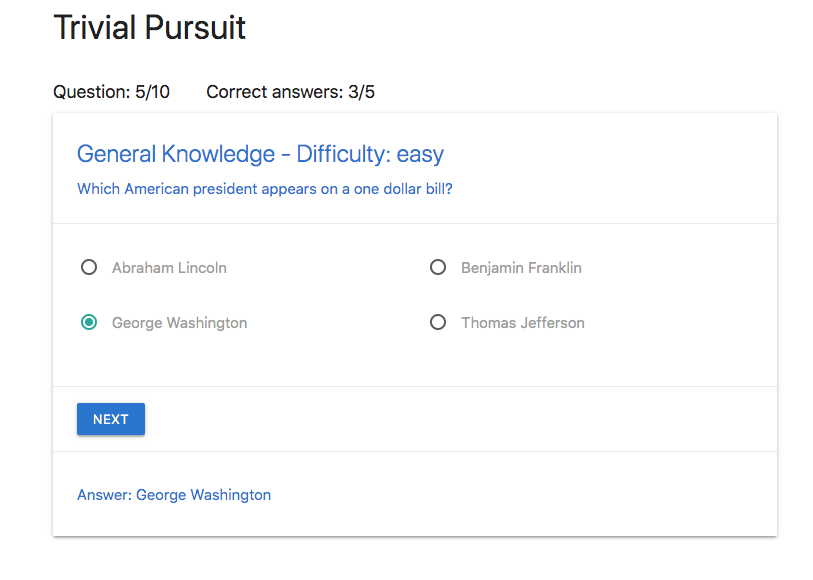 Trivial Pursuit
Question: 5/10 Correct answers: 3/5
General Knowledge - Difficulty: easy
Which American president appears on a one dollar bill?
Abraham Lincoln
Benjamin Franklin
George Washington
Thomas Jefferson
NEXT
Answer: George Washington